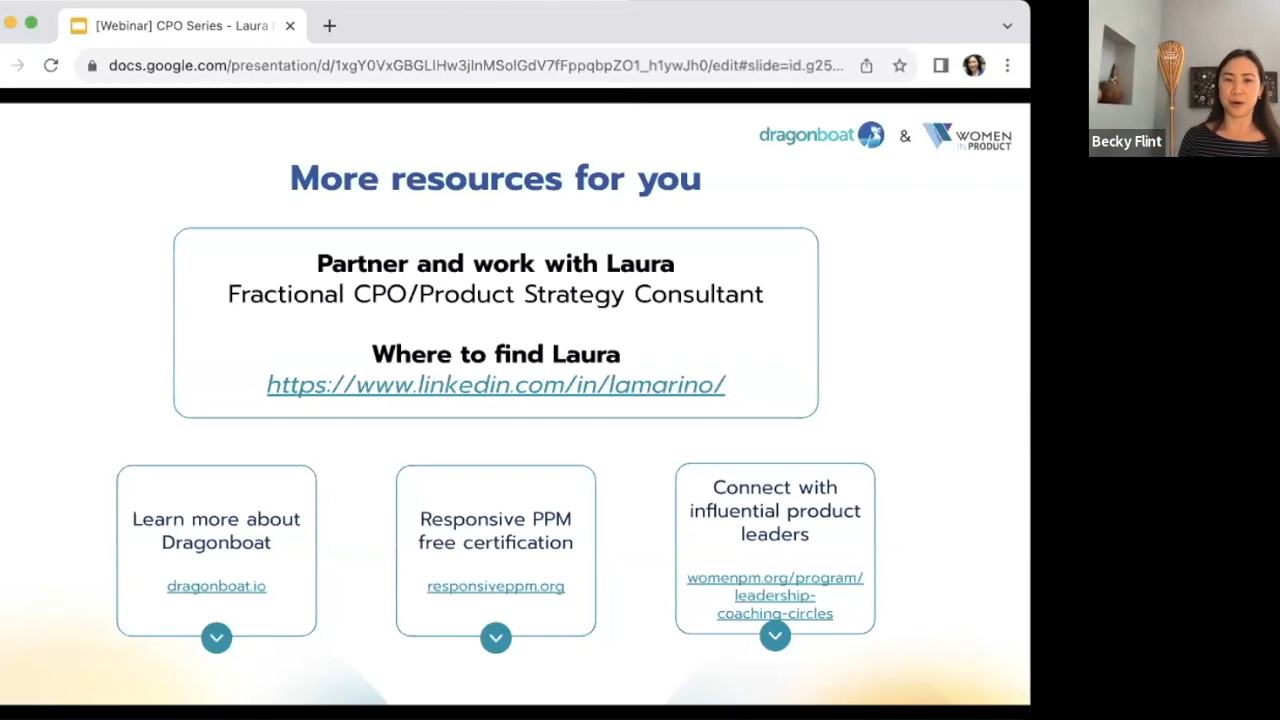 [Webinar] CPO Series - Laura
docs.google.com/presentation/d/1xgY0VxGBGLIHw3jlnMSolGdV7fFppqbpZO1_h1ywJh0/edit#slide=id.g25...
dragonboat & WOMEN
IN PRODUCT
More resources for you
Partner and work with Laura
Fractional CPO/Product Strategy Consultant
Where to find Laura
https://www.linkedin.com/in/lamarino/
Learn more about
Dragonboat
dragonboat.io
Responsive PPM
free certification
responsiveppm.org
Connect with
influential product
leaders
womenpm.org/program/
leadership-
coaching-circles
Becky Flint